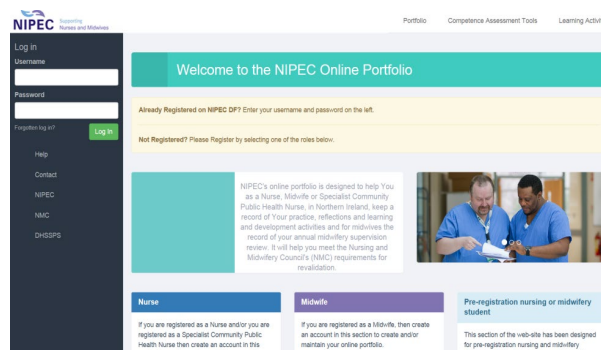 NIPEC
Supporting
Nurses and Midwives
Portfolio
Competence Assessment Tools
Learning Activi
Log in
Username
Password
Forgotten log in?
Log In
Help
Contact
NIPEC
NMC
DHSSPS
Welcome to the NIPEC Online Portfolio
Already Registered on NIPEC DF? Enter your username and password on the left.
Not Registered? Please Register by selecting one of the roles below.
NIPEC's online portfolio is designed to help You
as a Nurse, Midwife or Specialist Community
Public Health Nurse, in Northern Ireland, keep a
record of Your practice, reflections and learning
and development activities and for midwives the
record of your annual midwifery supervision
review. It will help you meet the Nursing and
Midwifery Council's (NMC) requirements for
revalidation.
Nurse
If you are registered as a Nurse and/or you are
registered as a Specialist Community Public
Health Nurse then create an account in this
Midwife
If you are registered as a Midwife, then create
an account in this section to create and/or
maintain your online portfolio.
Pre-registration nursing or midwifery
student
This section of the web-site has been designed
for pre-registration nursing and midwifery